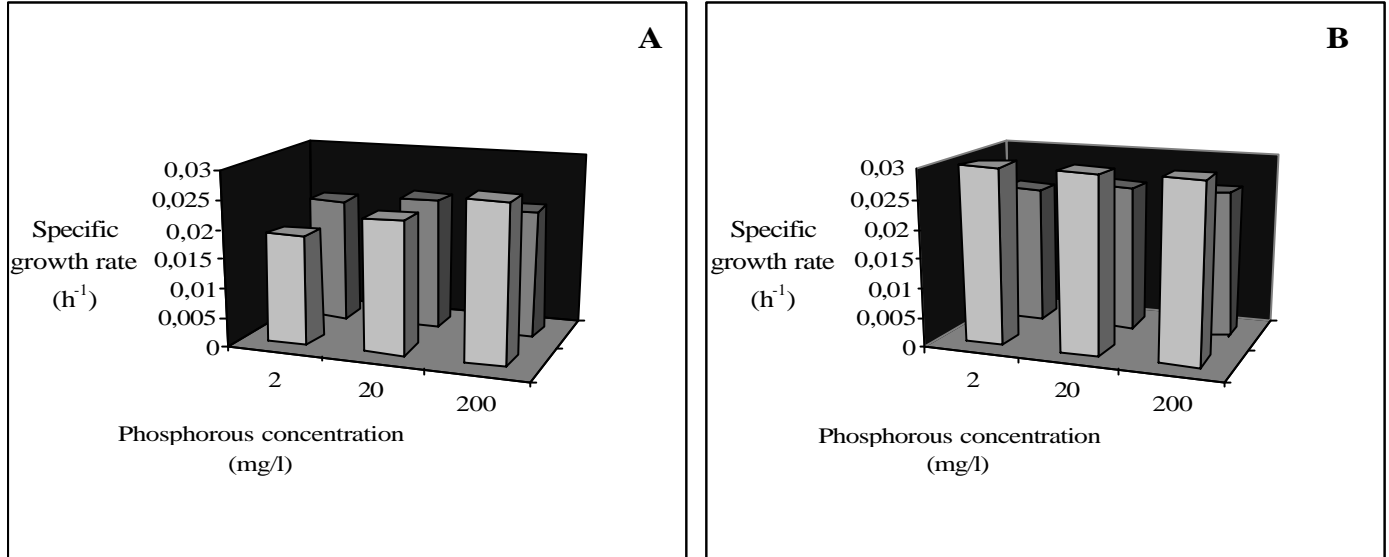 A
0,03
0,025
0,02
0,015
0,01
0,005
0
Specific
growth rate
(h⁻¹)
2
20
200
Phosphorous concentration
(mg/l)
B
0,03
0,025
0,02
0,015
0,01
0,005
0
Specific
growth rate
(h⁻¹)
2
20
200
Phosphorous concentration
(mg/l)